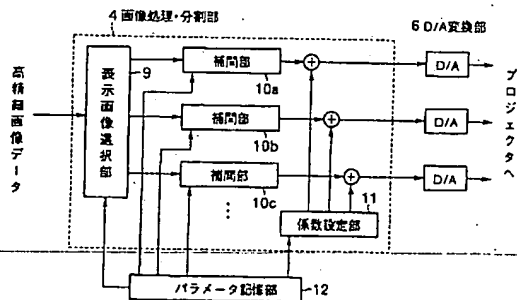 4 画像処理・分割部
6 D/A変換部
高精細画像データ
表示画像選択部
9
補間部
10a
補間部
10b
補間部
10c
D/A
D/A
D/A
プロジェクタへ
11
係数設定部
パラメータ記憶部
12